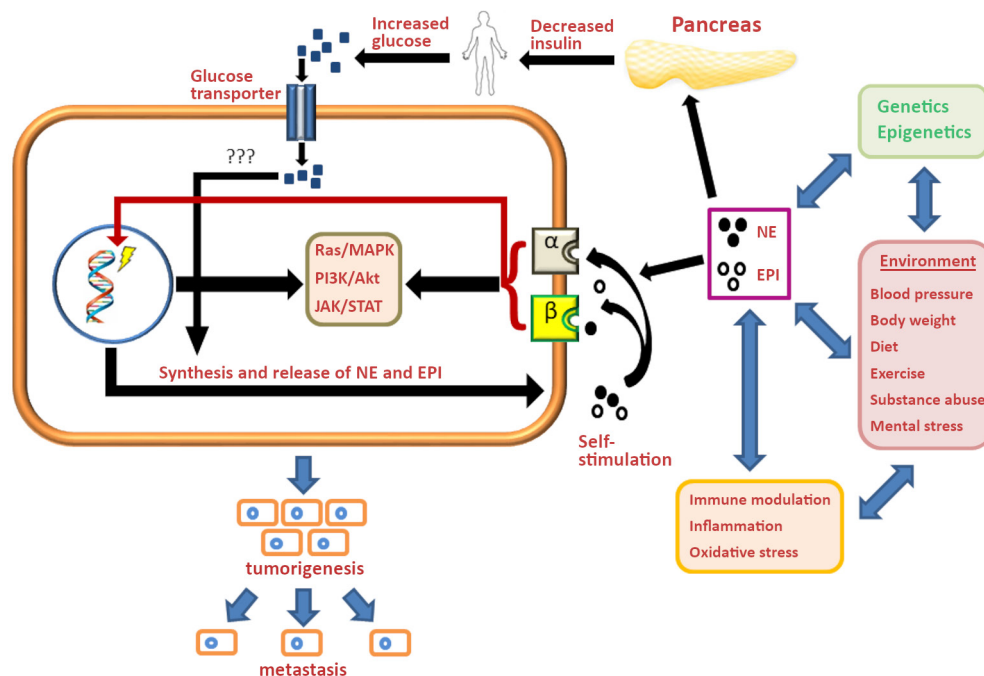 Increased
glucose
Decreased
insulin
Pancreas
Glucose
transporter
???
Genetics
Epigenetics
NE
EPI
α
β
Ras/MAPK
PI3K/Akt
JAK/STAT
Environment
Blood pressure
Body weight
Diet
Exercise
Substance abuse
Mental stress
Synthesis and release of NE and EPI
Self-
stimulation
Immune modulation
Inflammation
Oxidative stress
tumorigenesis
metastasis